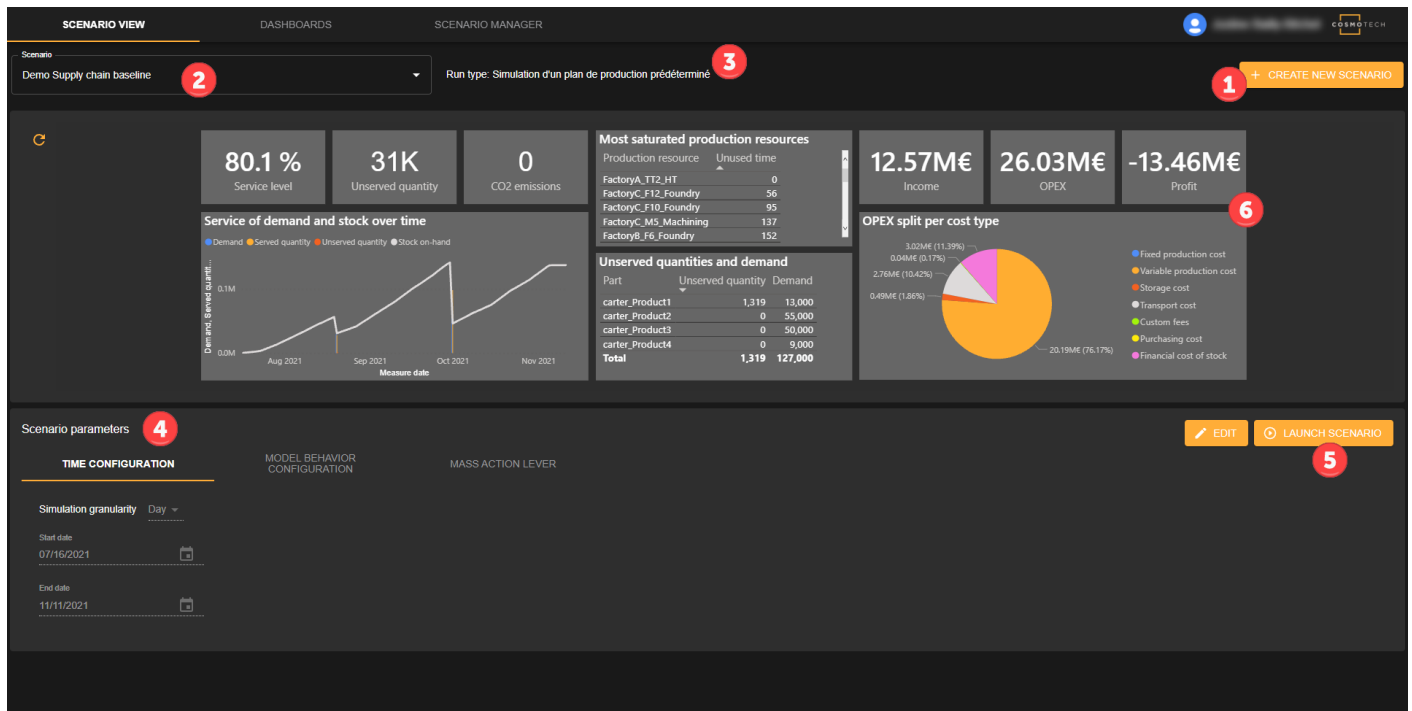 SCENARIO VIEW DASHBOARDS SCENARIO MANAGER COSMOTECH
Scenario
Demo Supply chain baseline 2 Run type: Simulation d'un plan de production prédéterminé 3 1 + CREATE NEW SCENARIO
80.1 % 31K 0
Service level Unserved quantity CO2 emissions
Most saturated production resources
Production resource Unused time
FactoryA_TT2_HT 0
FactoryC_F12_Foundry 56
FactoryC_F10_Foundry 95
FactoryC_M5_Machining 137
FactoryB_F6_Foundry 152
12.57M€ 26.03M€ -13.46M€
Income OPEX Profit
6
Service of demand and stock over time
Demand Served quantity Unserved quantity Stock on-hand
Demand, Served quantit...
0.1M
0.0M
Aug 2021 Sep 2021 Oct 2021 Nov 2021
Measure date
Unserved quantities and demand
Part Unserved quantity Demand
carter_Product1 1,319 13,000
carter_Product2 0 55,000
carter_Product3 0 50,000
carter_Product4 0 9,000
Total 1,319 127,000
OPEX split per cost type
3.02M€ (11.39%)
0.04M€ (0.17%)
2.76M€ (10.42%)
0.49M€ (1.86%)
20.19M€ (76.17%)
Fixed production cost
Variable production cost
Storage cost
Transport cost
Custom fees
Purchasing cost
Financial cost of stock
Scenario parameters 4 EDIT LAUNCH SCENARIO
5
TIME CONFIGURATION MODEL BEHAVIOR CONFIGURATION MASS ACTION LEVER
Simulation granularity Day
Start date
07/16/2021
End date
11/11/2021